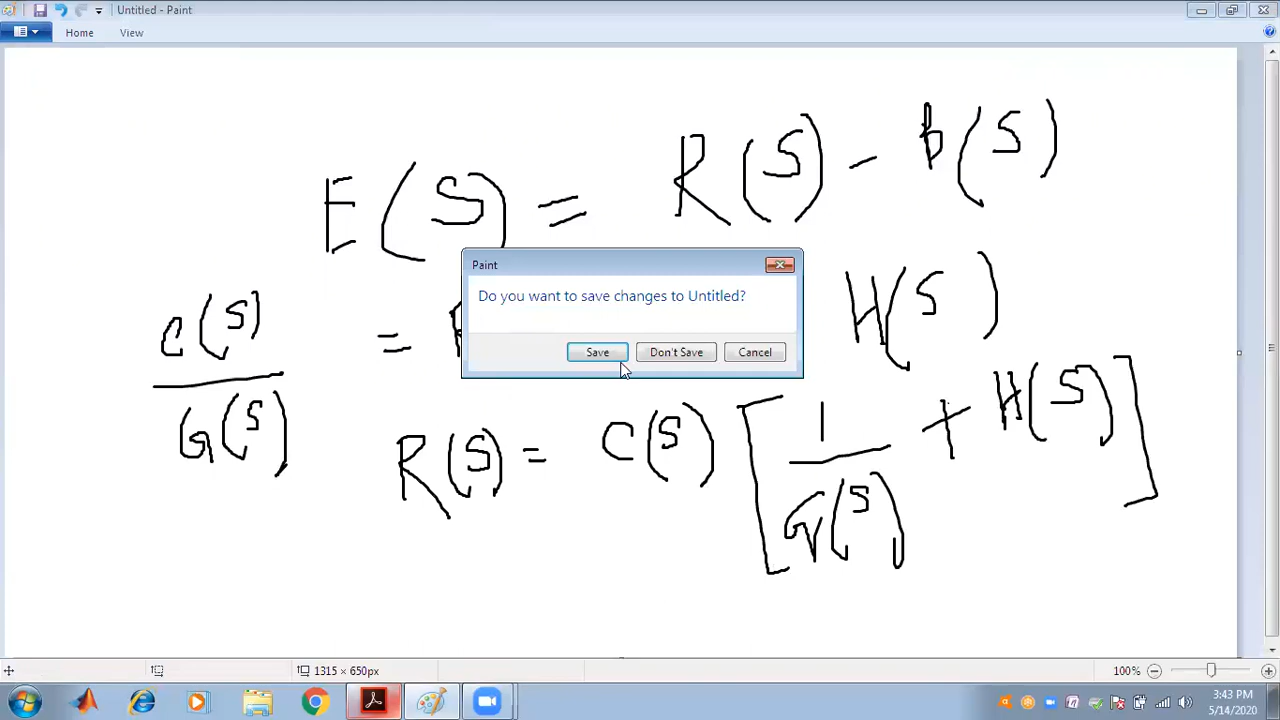 Untitled - Paint
Home View
E(S) = R(S) - B(S)
Paint
Do you want to save changes to Untitled?
Save Don't Save Cancel
C(S)
G(S)
= H(S)
R(S) = C(S) [ 1 + H(S) ]
G(S)
1315 × 650px 100%
3:43 PM
5/14/2020